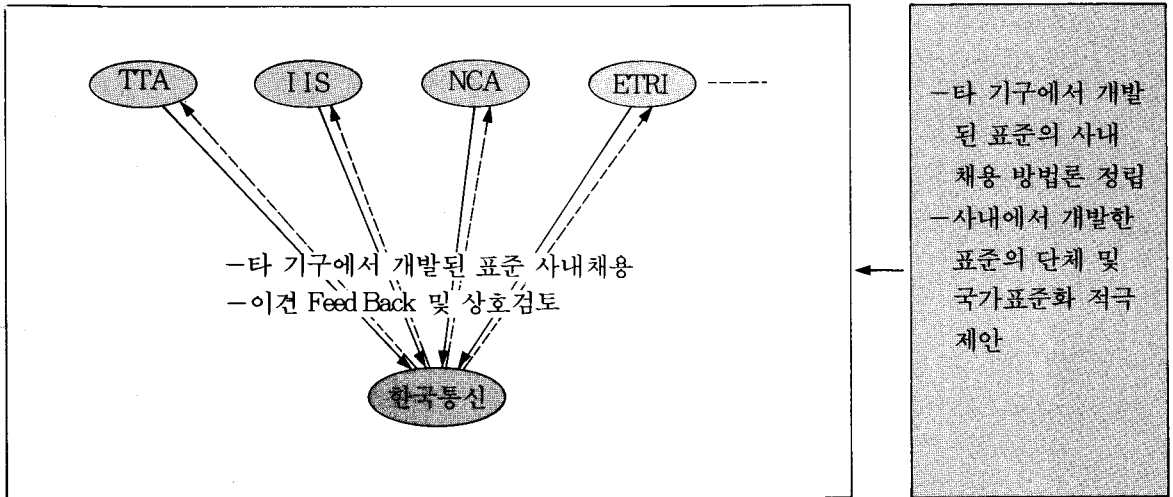 TTA IIS NCA ETRI
－타 기구에서 개발된 표준 사내채용
－이견 Feed Back 및 상호검토
한국통신
－타 기구에서 개발
된 표준의 사내
채용 방법론 정립
－사내에서 개발한
표준의 단체 및
국가표준화 적극
제안